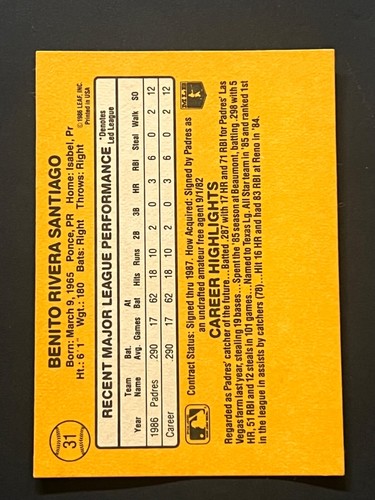 31
BENITO RIVERA SANTIAGO
Born: March 9, 1965 Ponce, PR Home: Isabel, Pr
Ht.: 6'1" Wgt.: 180 Bats: Right Throws: Right
© 1986 LEAF, INC.
Printed in USA
RECENT MAJOR LEAGUE PERFORMANCE
*Denotes
Led League
Year Team Name Bat. Avg. Games At Bat Hits Runs 2B 3B HR RBI Steal Walk SO
1986 Padres .290 17 62 18 10 2 0 3 6 0 2 12
Career .290 17 62 18 10 2 0 3 6 0 2 12
Contract Status: Signed thru 1987. How Acquired: Signed by Padres as
an undrafted amateur free agent 9/1/82
MLB
CAREER HIGHLIGHTS
Regarded as Padres' catcher of the future...Batted .287 with 17 HR and 71 RBI for Padres' Las
Vegas farm last year, stealing 19 bases...Spent the '85 season at Beaumont, batting .298 with 5
HR, 51 RBI and 12 steals in 101 games...Named to Texas Lg. All Star team in '85 and ranked 1st
in the league in assists by catchers (78)...Hit 16 HR and had 83 RBI at Reno in '84.